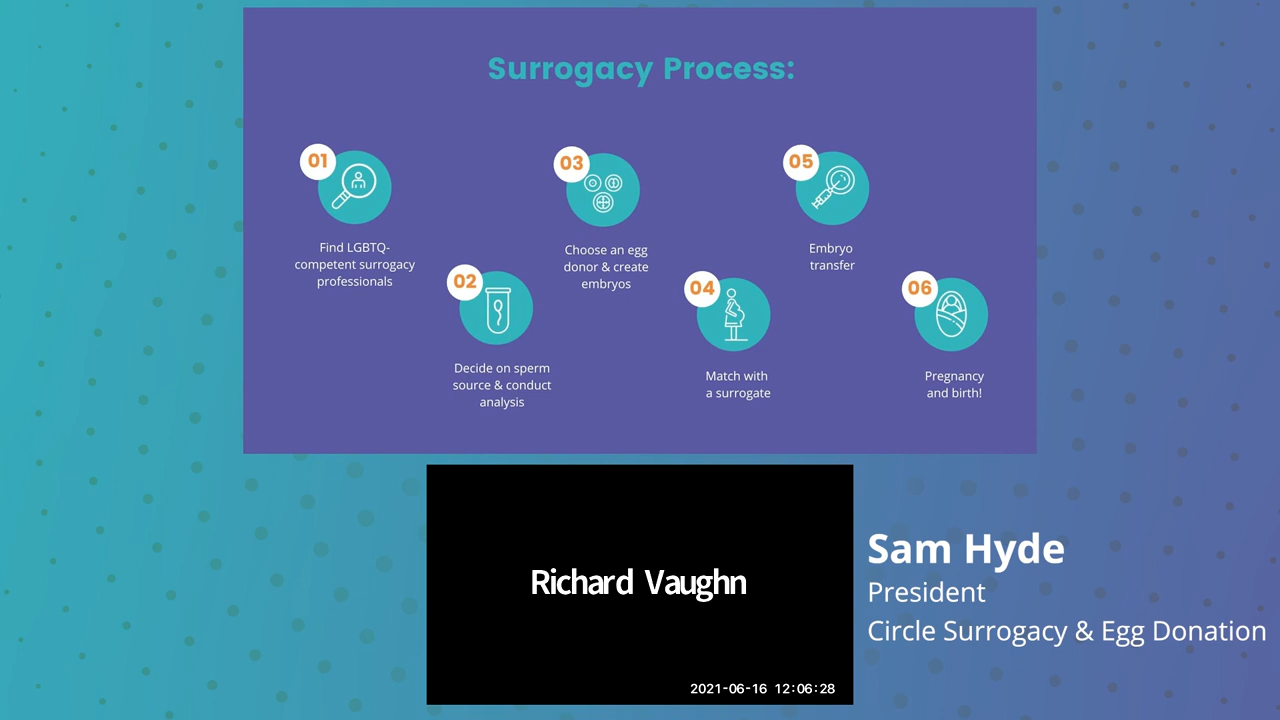 Surrogacy Process:
01
Find LGBTQ-
competent surrogacy
professionals
02
Decide on sperm
source & conduct
analysis
03
Choose an egg
donor & create
embryos
04
Match with
a surrogate
05
Embryo
transfer
06
Pregnancy
and birth!
Richard Vaughn
2021-06-16 12:06:28
Sam Hyde
President
Circle Surrogacy & Egg Donation